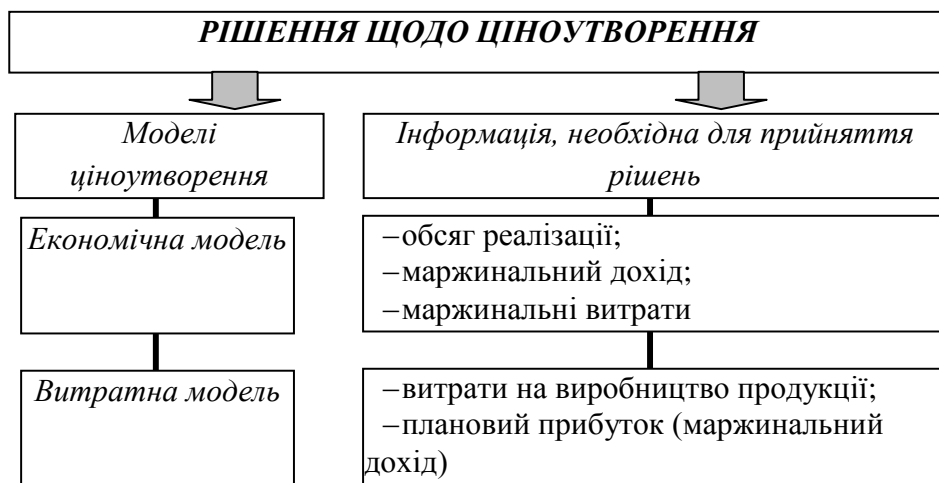 РІШЕННЯ ЩОДО ЦІНОУТВОРЕННЯ
Моделі
ціноутворення
Інформація, необхідна для прийняття
рішень
Економічна модель
–обсяг реалізації;
–маржинальний дохід;
–маржинальні витрати
Витратна модель
–витрати на виробництво продукції;
–плановий прибуток (маржинальний
дохід)